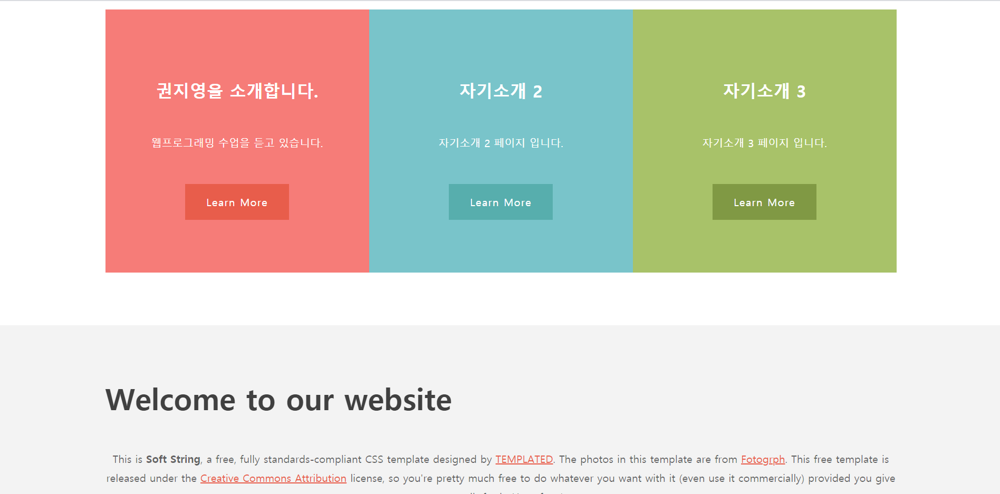 권지영을 소개합니다.
웹프로그래밍 수업을 듣고 있습니다.
Learn More
자기소개 2
자기소개 2 페이지 입니다.
Learn More
자기소개 3
자기소개 3 페이지 입니다.
Learn More
Welcome to our website
This is Soft String, a free, fully standards-compliant CSS template designed by TEMPLATED. The photos in this template are from Fotogrph. This free template is
released under the Creative Commons Attribution license, so you're pretty much free to do whatever you want with it (even use it commercially) provided you give